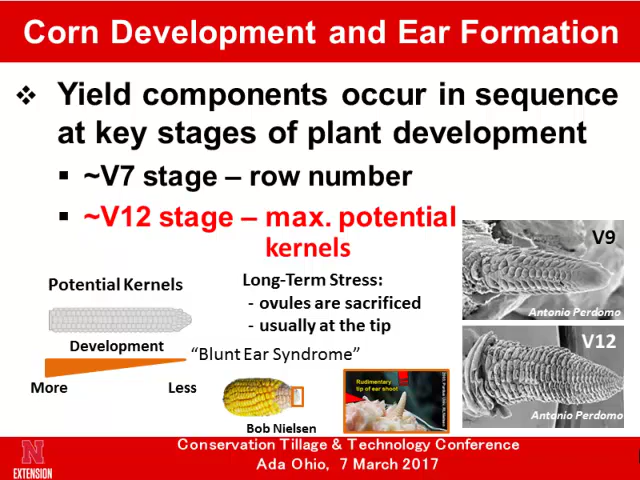 Corn Development and Ear Formation
❖ Yield components occur in sequence
at key stages of plant development
▪ ~V7 stage – row number
▪ ~V12 stage – max. potential
kernels
V9
Antonio Perdomo
Potential Kernels
Long-Term Stress:
- ovules are sacrificed
- usually at the tip
V12
Antonio Perdomo
Development
"Blunt Ear Syndrome"
More
Less
Rudimentary
tip of ear shoot
Bob Nielsen
N
EXTENSION
Conservation Tillage & Technology Conference
Ada Ohio, 7 March 2017